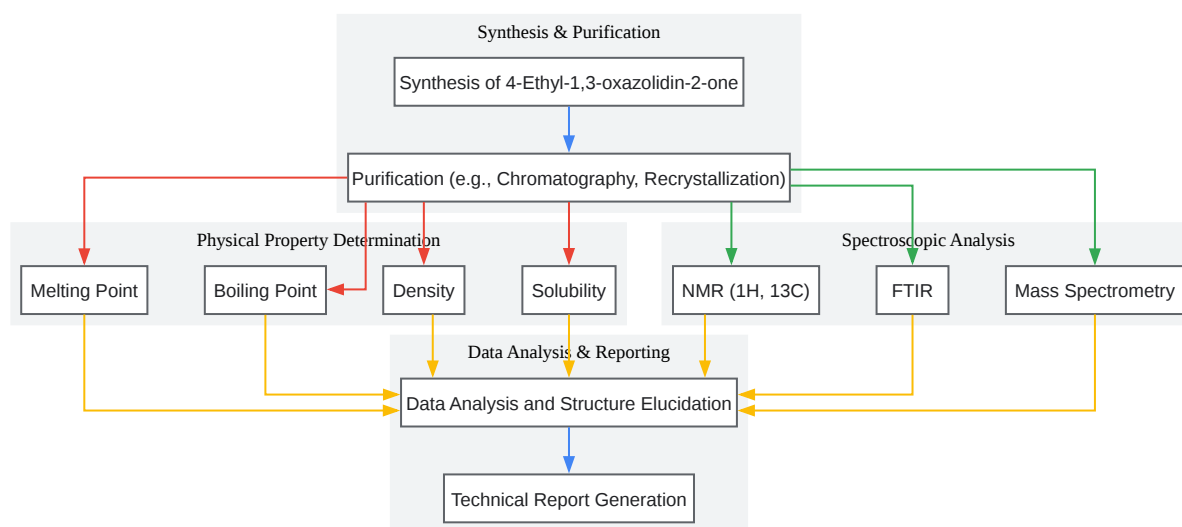 Synthesis & Purification
Synthesis of 4-Ethyl-1,3-oxazolidin-2-one
Purification (e.g., Chromatography, Recrystallization)
Physical Property Determination
Spectroscopic Analysis
Melting Point
Boiling Point
Density
Solubility
NMR (1H, 13C)
FTIR
Mass Spectrometry
Data Analysis & Reporting
Data Analysis and Structure Elucidation
Technical Report Generation